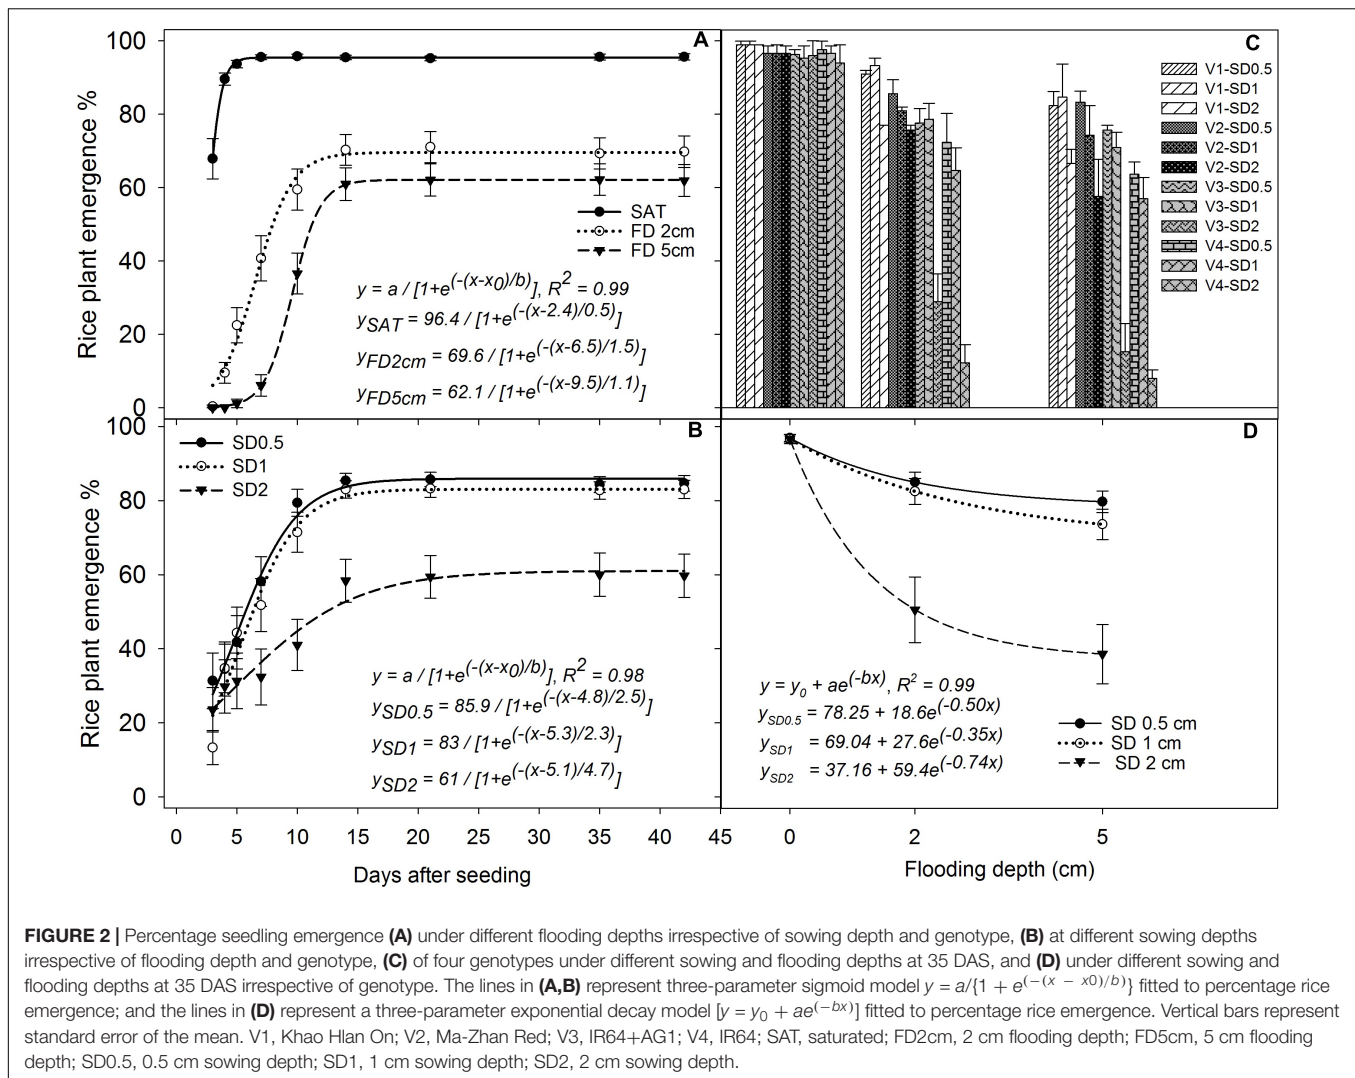 100
80
60
40
20
0
Rice plant emergence %
A
SAT
FD 2cm
FD 5cm
y = a / [1+e(-(x-x0)/b)], R2 = 0.99
ySAT = 96.4 / [1+e(-(x-2.4)/0.5)]
yFD2cm = 69.6 / [1+e(-(x-6.5)/1.5)]
yFD5cm = 62.1 / [1+e(-(x-9.5)/1.1)]
C
V1-SD0.5
V1-SD1
V1-SD2
V2-SD0.5
V2-SD1
V2-SD2
V3-SD0.5
V3-SD1
V3-SD2
V4-SD0.5
V4-SD1
V4-SD2
100
80
60
40
20
0
Rice plant emergence %
B
SD0.5
SD1
SD2
y = a / [1+e(-(x-x0)/b)], R2 = 0.98
ySD0.5 = 85.9 / [1+e(-(x-4.8)/2.5)]
ySD1 = 83 / [1+e(-(x-5.3)/2.3)]
ySD2 = 61 / [1+e(-(x-5.1)/4.7)]
0 5 10 15 20 25 30 35 40 45
Days after seeding
D
y = y0 + ae(-bx), R2 = 0.99
ySD0.5 = 78.25 + 18.6e(-0.50x)
ySD1 = 69.04 + 27.6e(-0.35x)
ySD2 = 37.16 + 59.4e(-0.74x)
SD 0.5 cm
SD 1 cm
SD 2 cm
0 2 5
Flooding depth (cm)
FIGURE 2 | Percentage seedling emergence (A) under different flooding depths irrespective of sowing depth and genotype, (B) at different sowing depths
irrespective of flooding depth and genotype, (C) of four genotypes under different sowing and flooding depths at 35 DAS, and (D) under different sowing and
flooding depths at 35 DAS irrespective of genotype. The lines in (A,B) represent three-parameter sigmoid model y = a/{1 + e(−(x − x0)/b)} fitted to percentage rice
emergence; and the lines in (D) represent a three-parameter exponential decay model [y = y0 + ae(−bx)] fitted to percentage rice emergence. Vertical bars represent
standard error of the mean. V1, Khao Hlan On; V2, Ma-Zhan Red; V3, IR64+AG1; V4, IR64; SAT, saturated; FD2cm, 2 cm flooding depth; FD5cm, 5 cm flooding
depth; SD0.5, 0.5 cm sowing depth; SD1, 1 cm sowing depth; SD2, 2 cm sowing depth.